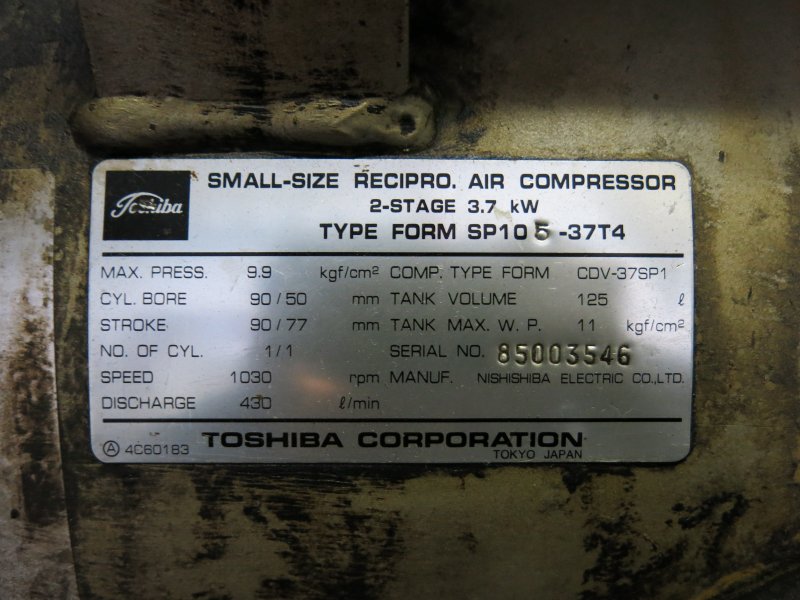 Toshiba
SMALL-SIZE RECIPRO. AIR COMPRESSOR
2-STAGE 3.7 kW
TYPE FORM SP105-37T4
MAX. PRESS. 9.9 kgf/cm² COMP. TYPE FORM CDV-37SP1
CYL. BORE 90/50 mm TANK VOLUME 125 ℓ
STROKE 90/77 mm TANK MAX. W. P. 11 kgf/cm²
NO. OF CYL. 1/1 SERIAL NO. 85003546
SPEED 1030 rpm MANUF. NISHISHIBA ELECTRIC CO.,LTD.
DISCHARGE 430 ℓ/min
Ⓐ 4C60183 TOSHIBA CORPORATION
TOKYO JAPAN